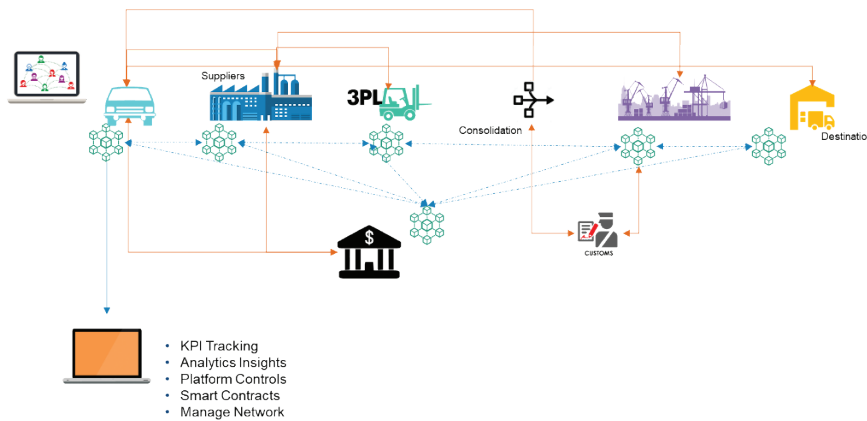 Suppliers
3PL
Consolidation
Destinatio
$
CUSTOMS
• KPI Tracking
• Analytics Insights
• Platform Controls
• Smart Contracts
• Manage Network